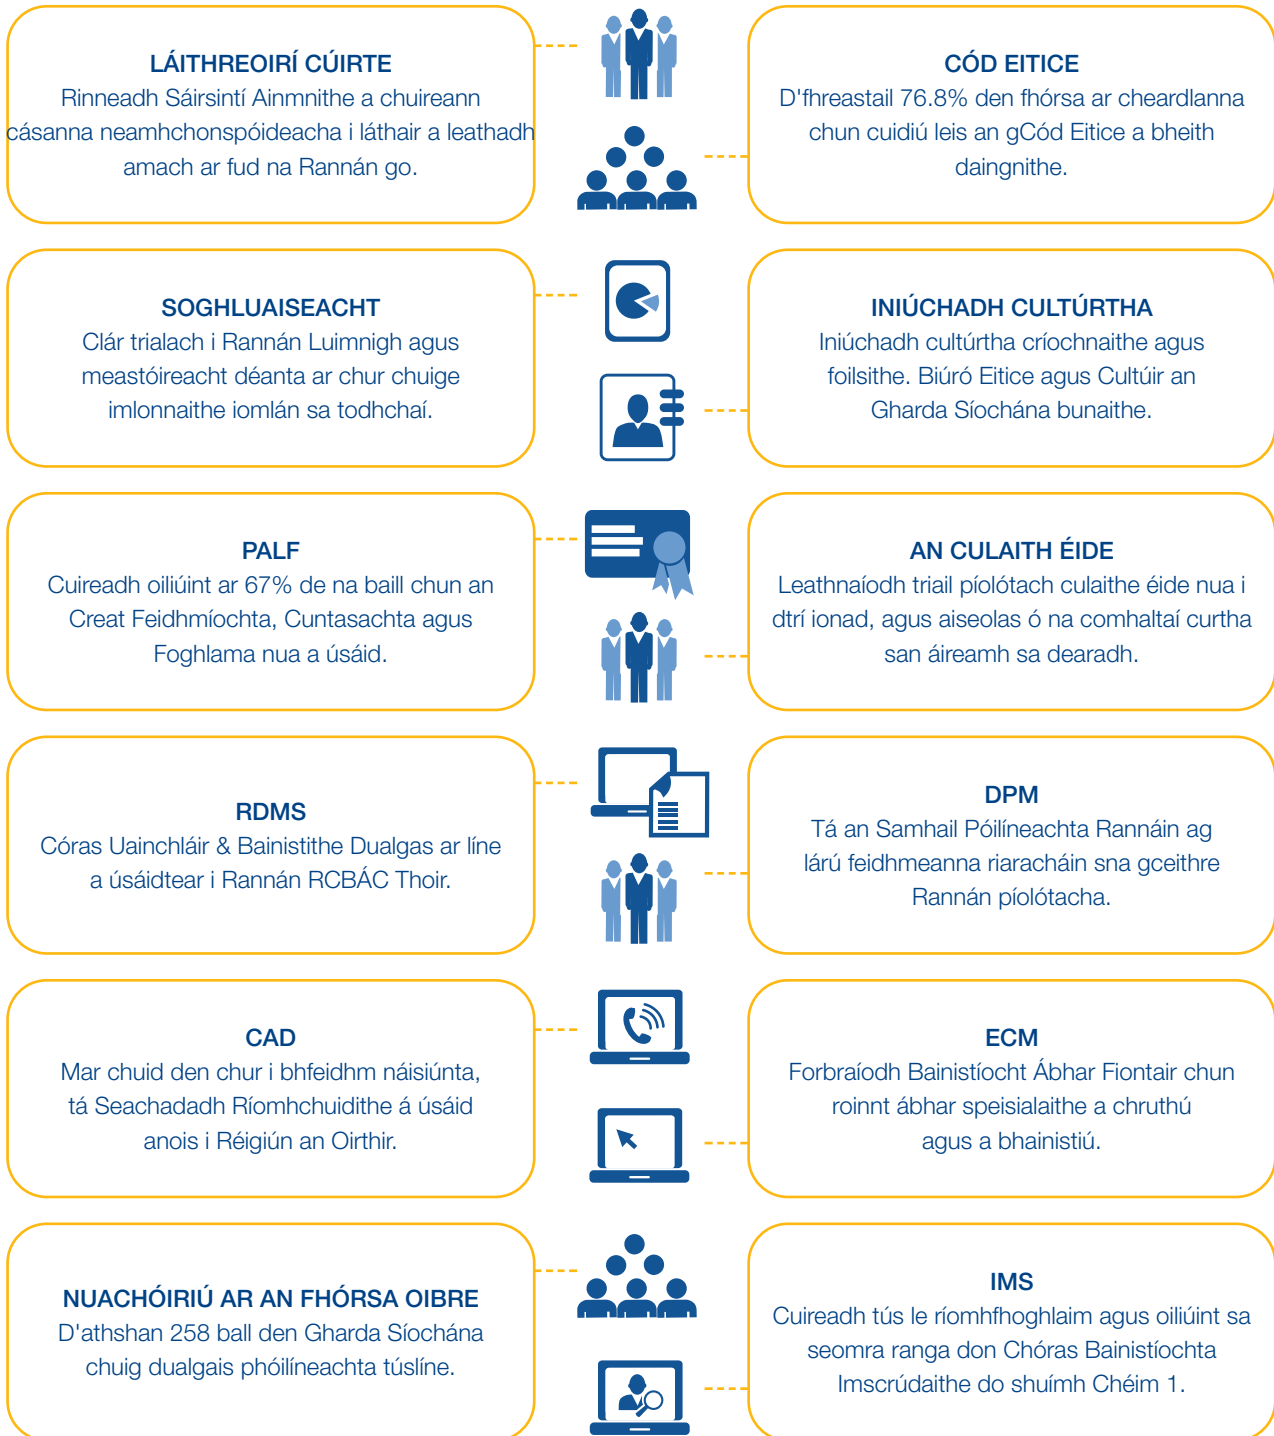 LÁITHREOIRÍ CÚIRTE
Rinneadh Sáirsintí Ainmnithe a chuireann
cásanna neamhchonspóideacha i láthair a leathadh
amach ar fud na Rannán go.
CÓD EITICE
D'fhreastail 76.8% den fhórsa ar cheardlanna
chun cuidiú leis an gCód Eitice a bheith
daingnithe.
SOGHLUAISEACHT
Clár trialach i Rannán Luimnigh agus
meastóireacht déanta ar chur chuige
imlonnaithe iomlán sa todhchaí.
INIÚCHADH CULTÚRTHA
Iniúchadh cultúrtha críochnaithe agus
foilsithe. Biúró Eitice agus Cultúir an
Gharda Síochána bunaithe.
PALF
Cuireadh oiliúint ar 67% de na baill chun an
Creat Feidhmíochta, Cuntasachta agus
Foghlama nua a úsáid.
AN CULAITH ÉIDE
Leathnaíodh triail píolótach culaithe éide nua i
dtrí ionad, agus aiseolas ó na comhaltaí curtha
san áireamh sa dearadh.
RDMS
Córas Uainchláir & Bainistithe Dualgas ar líne
a úsáidtear i Rannán RCBÁC Thoir.
DPM
Tá an Samhail Póilíneachta Rannáin ag
lárú feidhmeanna riaracháin sna gceithre
Rannán píolótacha.
CAD
Mar chuid den chur i bhfeidhm náisiúnta,
tá Seachadadh Ríomhchuidithe á úsáid
anois i Réigiún an Oirthir.
ECM
Forbraíodh Bainistíocht Ábhar Fiontair chun
roinnt ábhar speisialaithe a chruthú
agus a bhainistiú.
NUACHÓIRIÚ AR AN FHÓRSA OIBRE
D'athshan 258 ball den Gharda Síochána
chuig dualgais phóilíneachta túslíne.
IMS
Cuireadh tús le ríomhfhoghlaim agus oiliúint sa
seomra ranga don Chóras Bainistíochta
Imscrúdaithe do shuímh Chéim 1.